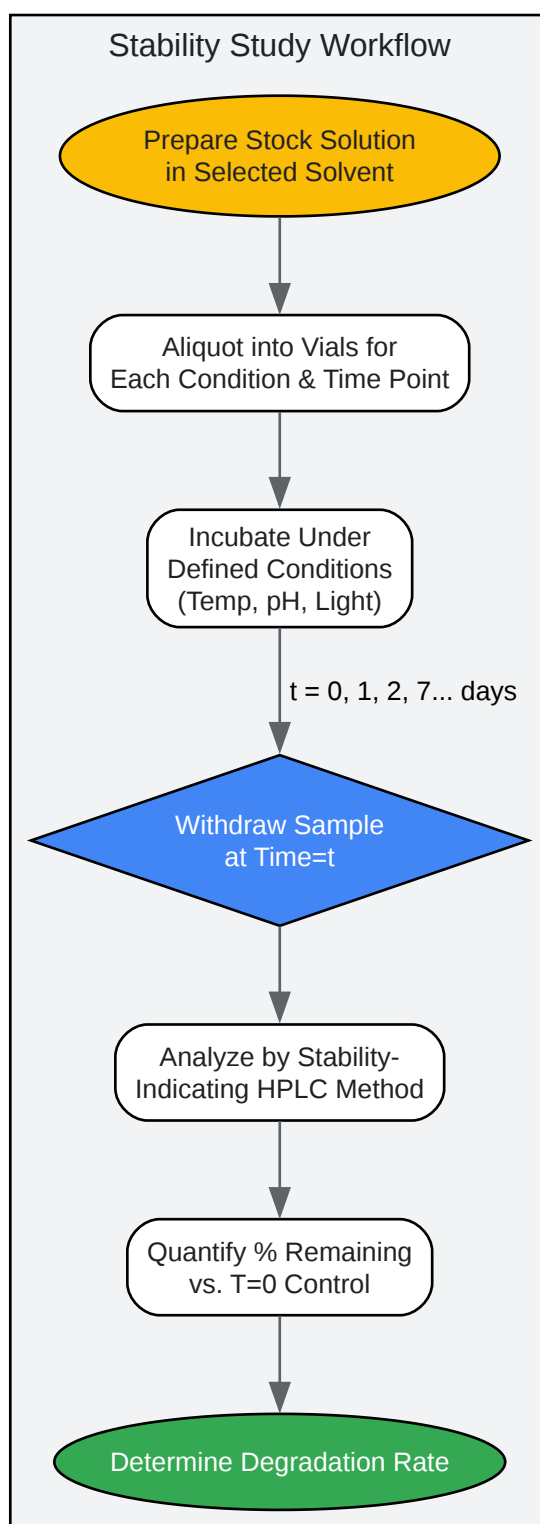 Stability Study Workflow
Prepare Stock Solution
in Selected Solvent
Aliquot into Vials for
Each Condition & Time Point
Incubate Under
Defined Conditions
(Temp, pH, Light)
t = 0, 1, 2, 7... days
Withdraw Sample
at Time=t
Analyze by Stability-
Indicating HPLC Method
Quantify % Remaining
vs. T=0 Control
Determine Degradation Rate